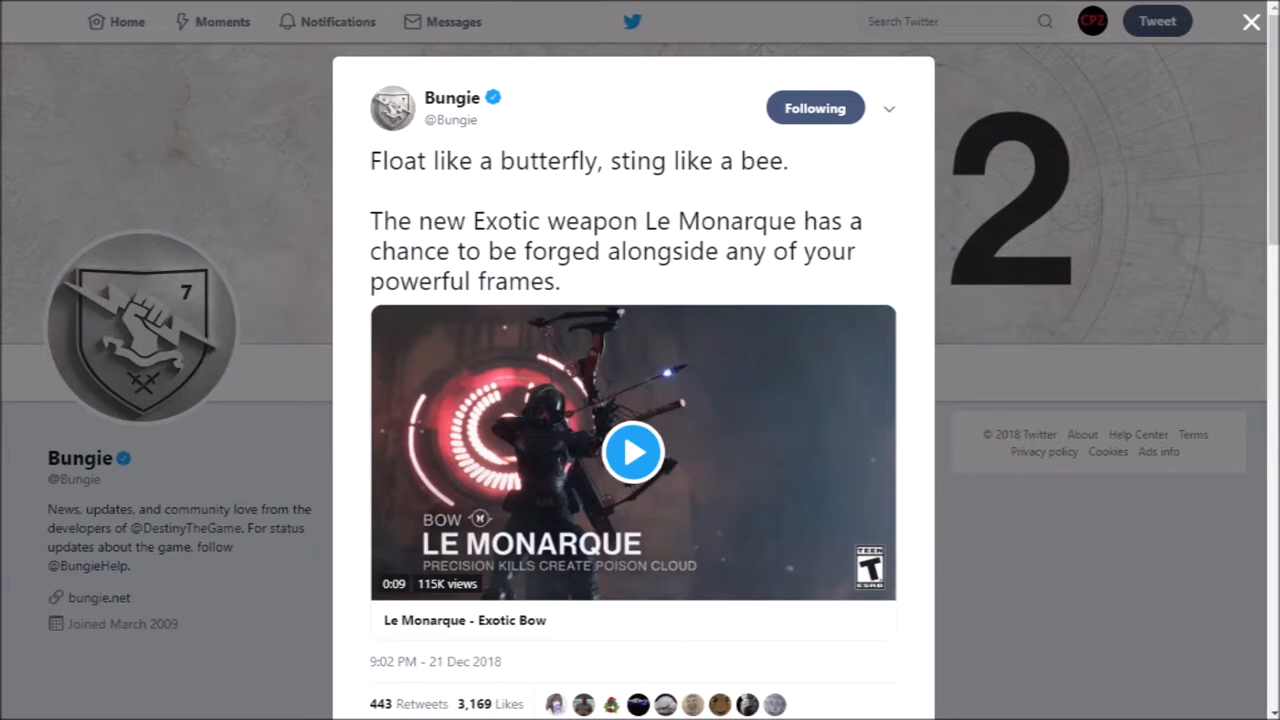 Home
Moments
Notifications
Messages
Search Twitter
CPZ
Tweet
Bungie
@Bungie
Following
Float like a butterfly, sting like a bee.
The new Exotic weapon Le Monarque has a
chance to be forged alongside any of your
powerful frames.
BOW
LE MONARQUE
PRECISION KILLS CREATE POISON CLOUD
0:09 115K views
TEEN
T
ESRB
Le Monarque - Exotic Bow
9:02 PM - 21 Dec 2018
443 Retweets 3,169 Likes
2
7
Bungie
@Bungie
News, updates, and community love from the
developers of @DestinyTheGame. For status
updates about the game, follow
@BungieHelp.
bungie.net
Joined March 2009
© 2018 Twitter About Help Center Terms
Privacy policy Cookies Ads info